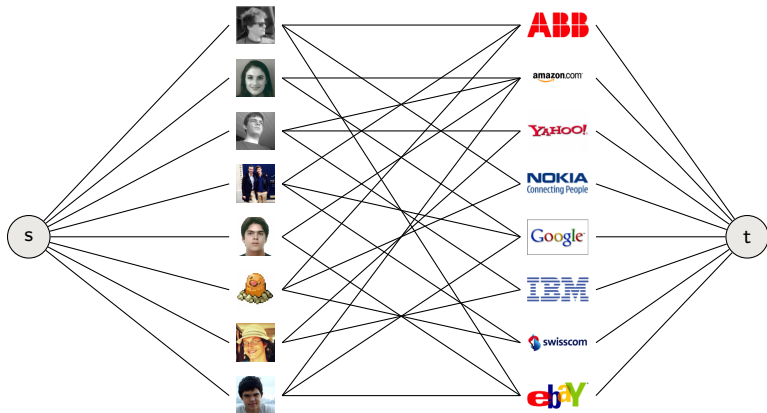 ABB
amazon.com
YAHOO!
NOKIA
Connecting People
s
Google
t
IBM
swisscom
ebaY